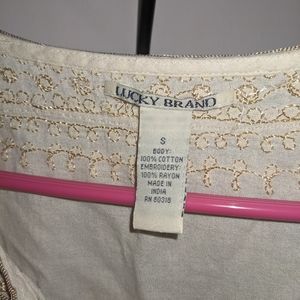 LUCKY BRAND
S
BODY:
100% COTTON
EMBROIDERY:
100% RAYON
MADE IN
INDIA
RN 80318